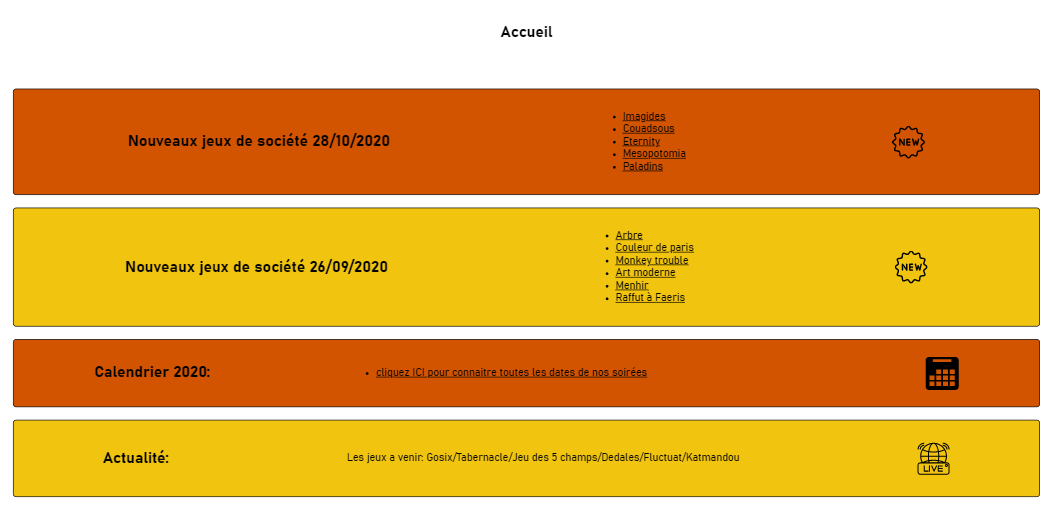 Accueil
Nouveaux jeux de société 28/10/2020
Imagides
Couadsous
Eternity
Mesopotomia
Paladins
NEW
Nouveaux jeux de société 26/09/2020
Arbre
Couleur de paris
Monkey trouble
Art moderne
Menhir
Raffut à Faeris
NEW
Calendrier 2020:
cliquez ICI pour connaitre toutes les dates de nos soirées
Actualité:
Les jeux a venir: Gosix/Tabernacle/Jeu des 5 champs/Dedales/Fluctuat/Katmandou
LIVE